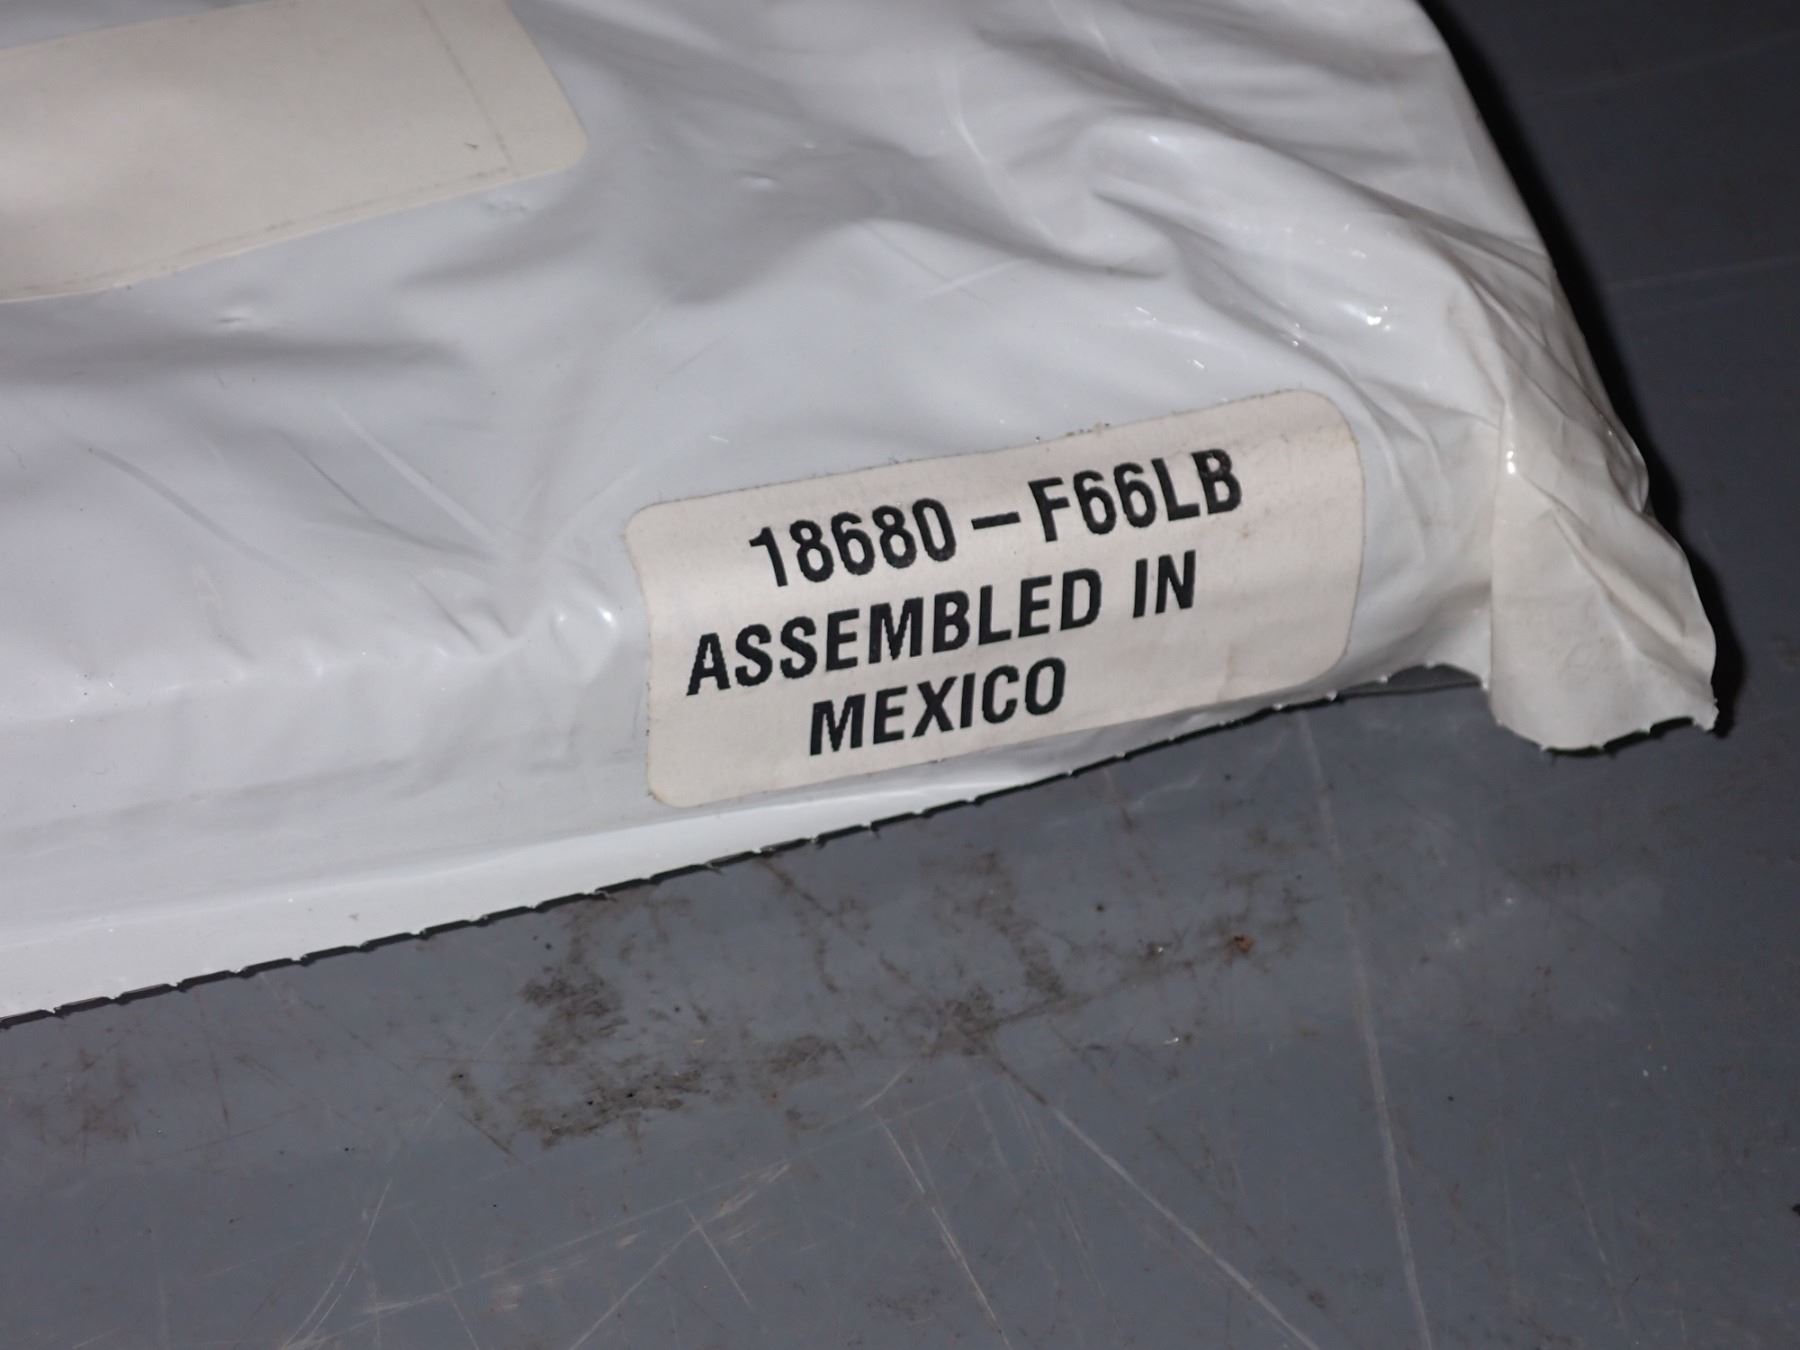 18680-F66LB
ASSEMBLED IN
MEXICO